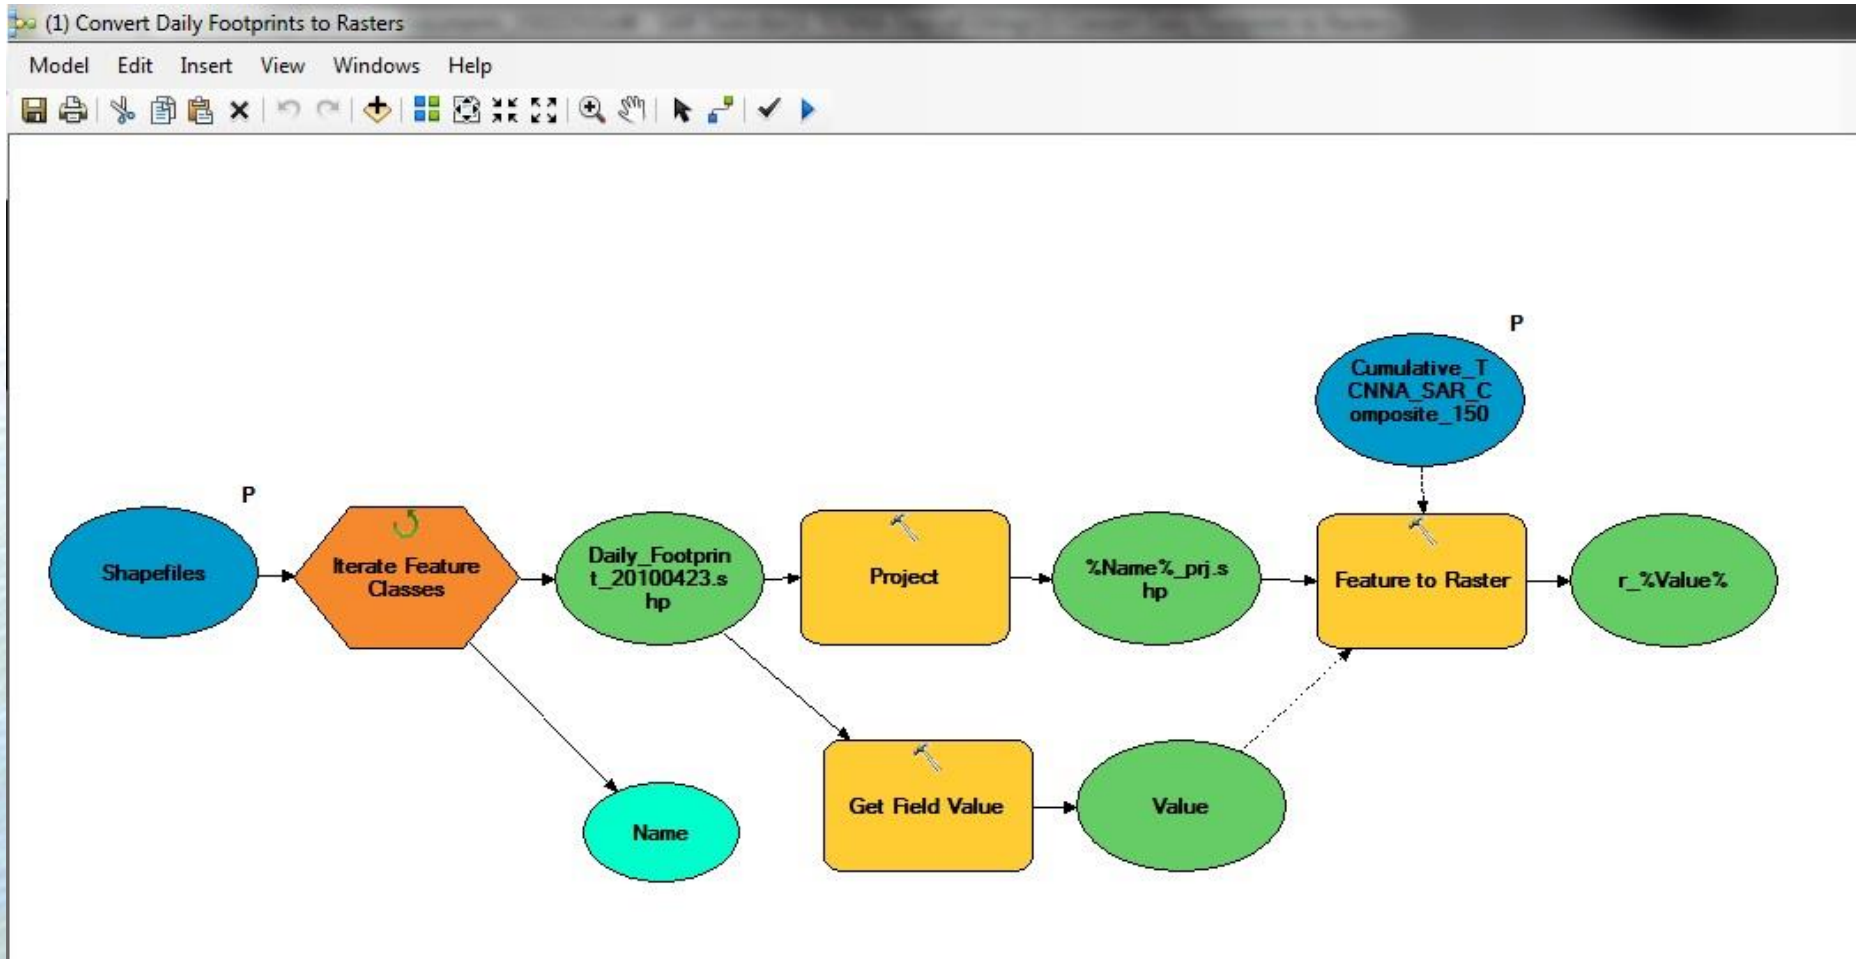 (1) Convert Daily Footprints to Rasters
Model Edit Insert View Windows Help
P
Cumulative_T
CNNA_SAR_C
omposite_150
P
Shapefiles
Iterate Feature
Classes
Daily_Footprin
t_20100423.s
hp
Project
%Name%_prj.s
hp
Feature to Raster
r_%Value%
Name
Get Field Value
Value